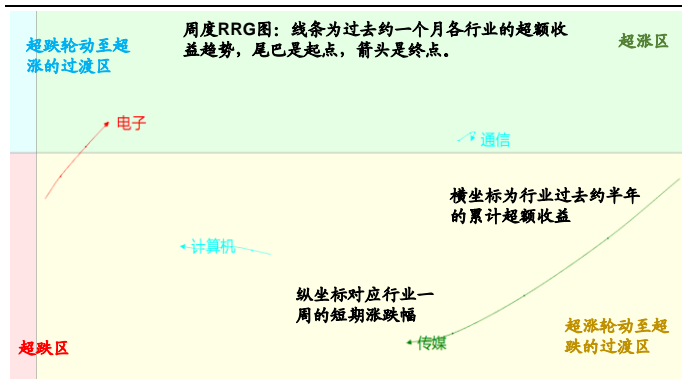 周度RRG图：线条为过去约一个月各行业的超额收
益趋势，尾巴是起点，箭头是终点。
超跌轮动至超
涨的过渡区
超涨区
电子
通信
横坐标为行业过去约半年
的累计超额收益
计算机
纵坐标对应行业一
周的短期涨跌幅
超涨轮动至超
跌的过渡区
传媒
超跌区